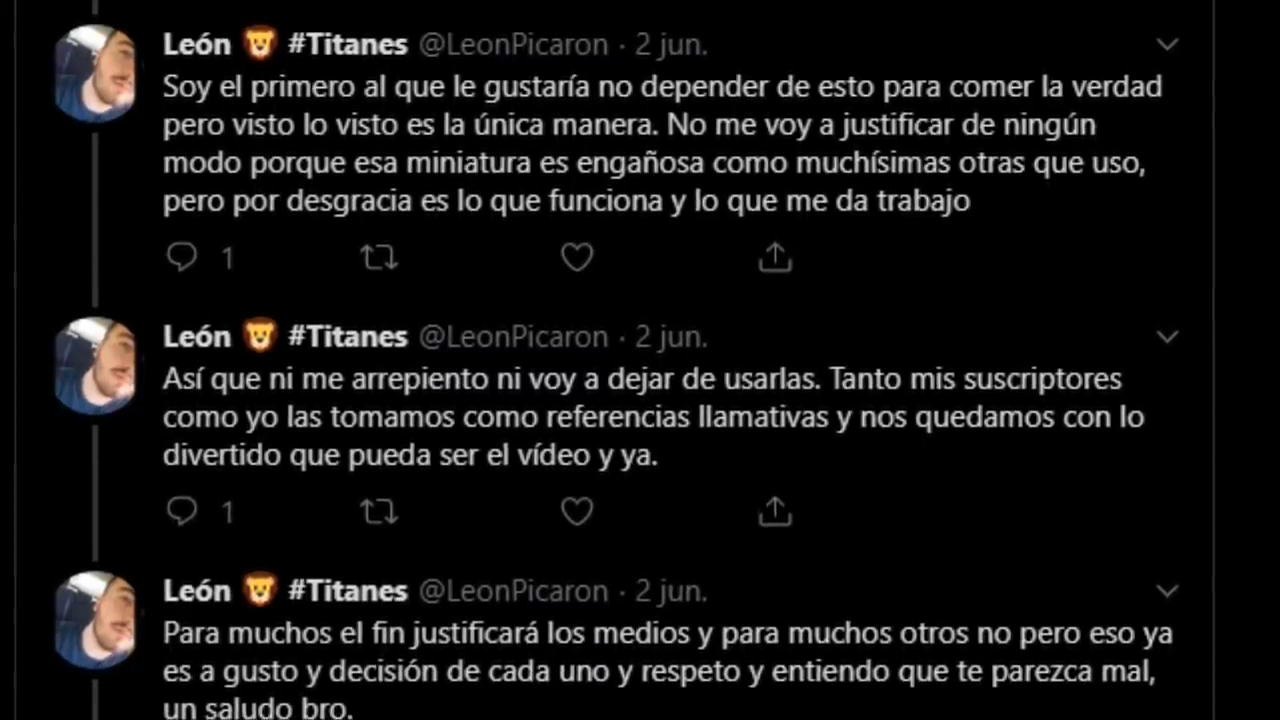 León 🦁 #Titanes @LeonPicaron · 2 jun.
Soy el primero al que le gustaría no depender de esto para comer la verdad
pero visto lo visto es la única manera. No me voy a justificar de ningún
modo porque esa miniatura es engañosa como muchísimas otras que uso,
pero por desgracia es lo que funciona y lo que me da trabajo
1
León 🦁 #Titanes @LeonPicaron · 2 jun.
Así que ni me arrepiento ni voy a dejar de usarlas. Tanto mis suscriptores
como yo las tomamos como referencias llamativas y nos quedamos con lo
divertido que pueda ser el vídeo y ya.
1
León 🦁 #Titanes @LeonPicaron · 2 jun.
Para muchos el fin justificará los medios y para muchos otros no pero eso ya
es a gusto y decisión de cada uno y respeto y entiendo que te parezca mal,
un saludo bro.